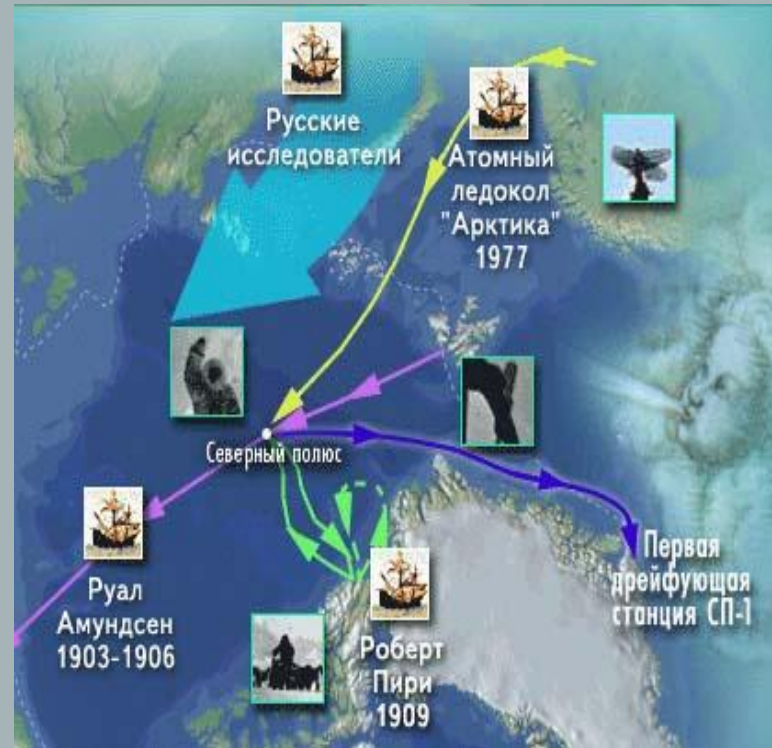 Русские
исследователи
Атомный
ледокол
"Арктика"
1977
Северный полюс
Руал
Амундсен
1903-1906
Роберт
Пири
1909
Первая
дрейфующая
станция СП-1